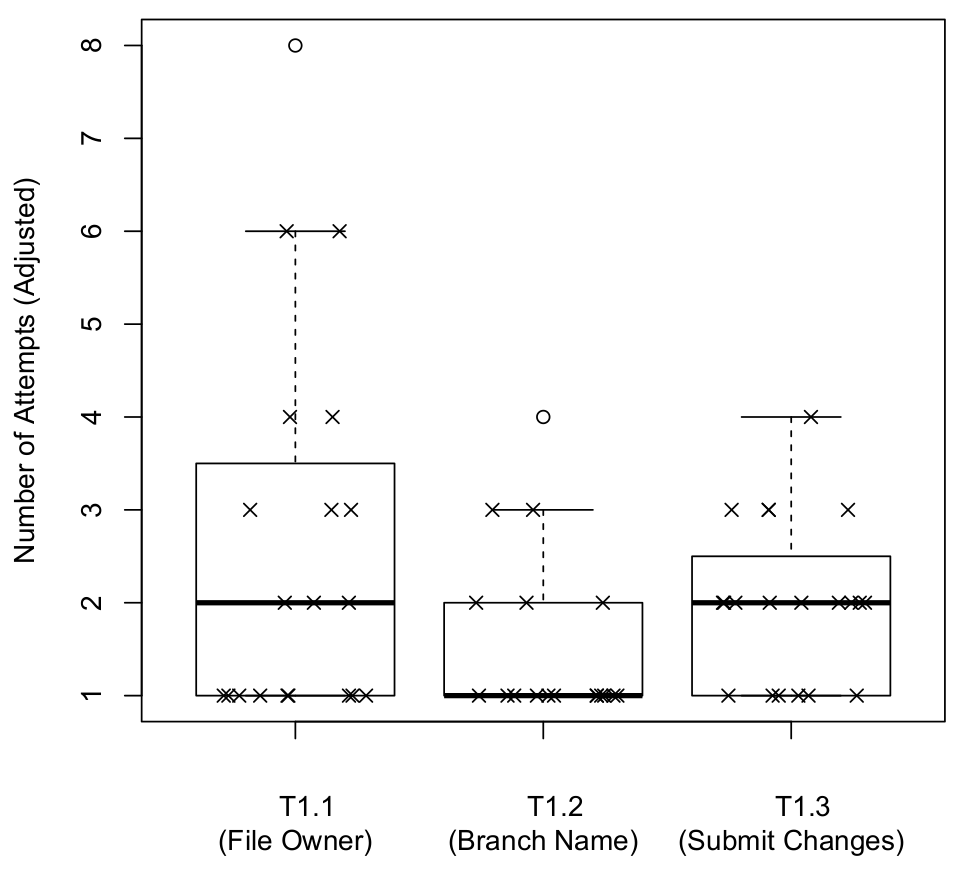 Number of Attempts (Adjusted)
8
7
6
5
4
3
2
1
T1.1
(File Owner)
T1.2
(Branch Name)
T1.3
(Submit Changes)